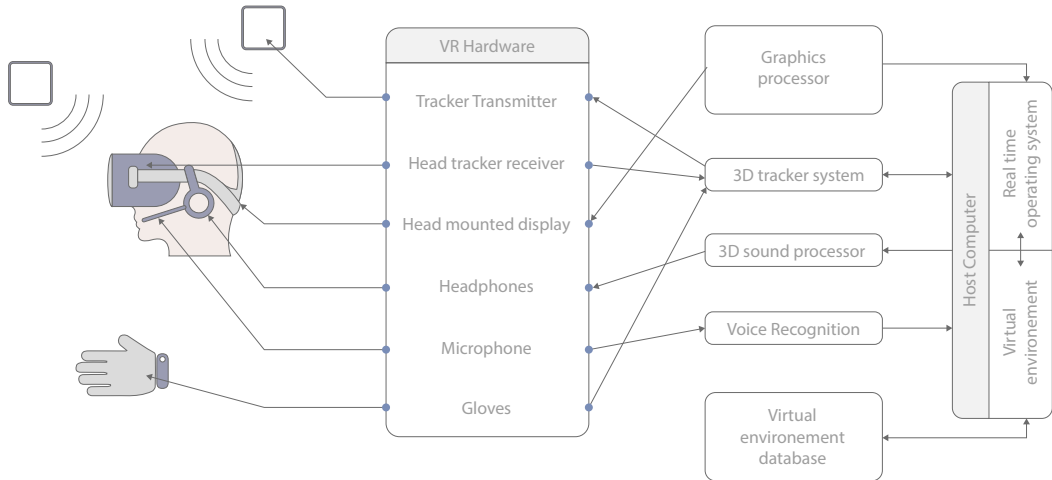 VR Hardware
Tracker Transmitter
Head tracker receiver
Head mounted display
Headphones
Microphone
Gloves
Graphics
processor
3D tracker system
3D sound processor
Voice Recognition
Virtual
environement
database
Host Computer
Real time
operating system
Virtual
environement